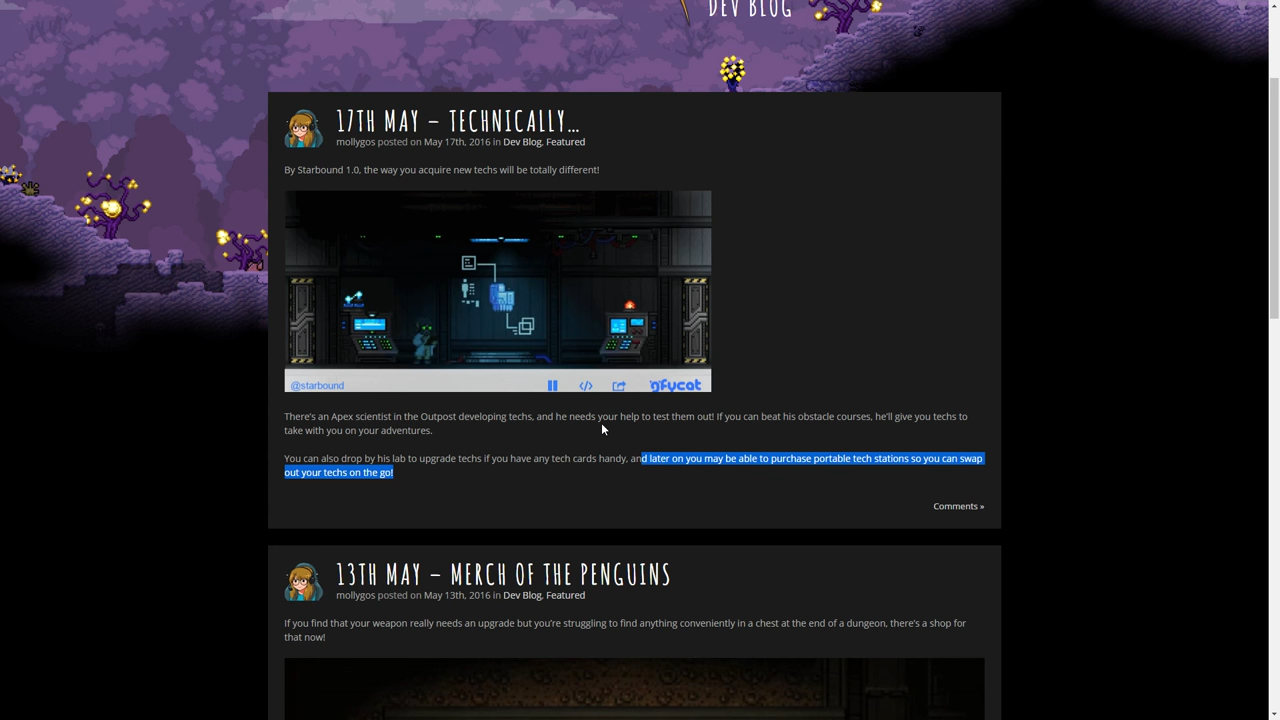 DEV BLOG
17TH MAY – TECHNICALLY…
mollygos posted on May 17th, 2016 in Dev Blog, Featured
By Starbound 1.0, the way you acquire new techs will be totally different!
@starbound gfycat
There's an Apex scientist in the Outpost developing techs, and he needs your help to test them out! If you can beat his obstacle courses, he'll give you techs to
take with you on your adventures.
You can also drop by his lab to upgrade techs if you have any tech cards handy, and later on you may be able to purchase portable tech stations so you can swap
out your techs on the go!
Comments »
13TH MAY – MERCH OF THE PENGUINS
mollygos posted on May 13th, 2016 in Dev Blog, Featured
If you find that your weapon really needs an upgrade but you're struggling to find anything conveniently in a chest at the end of a dungeon, there's a shop for
that now!